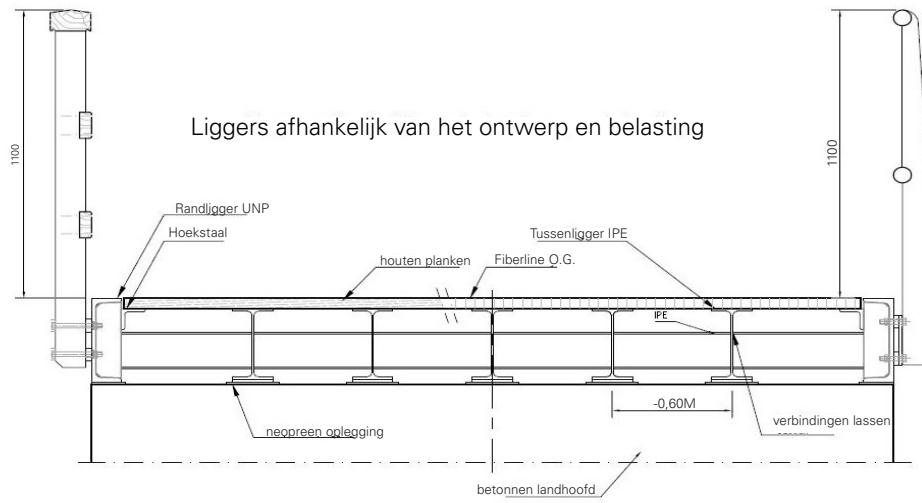 1100
1100
Liggers afhankelijk van het ontwerp en belasting
Randligger UNP
Hoekstaal
Tussenligger IPE
houten planken
Fiberline O.G.
IPE
-0,60M
neopreen oplegging
verbindingen lassen
betonnen landhoofd